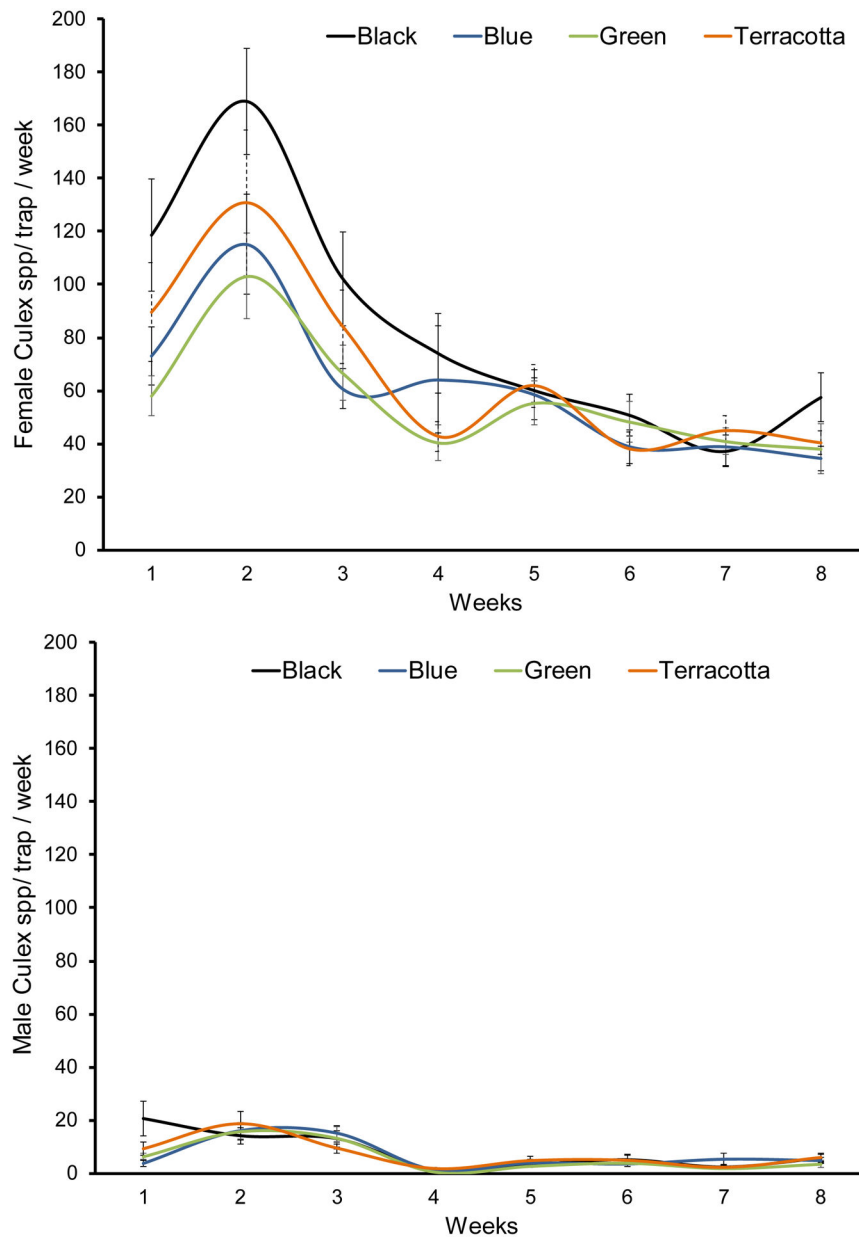 200
Black Blue Green Terracotta
180
160
140
120
100
80
60
40
20
0
Female Culex spp/ trap / week
1 2 3 4 5 6 7 8
Weeks
200
Black Blue Green Terracotta
180
160
140
120
100
80
60
40
20
0
Male Culex spp/ trap / week
1 2 3 4 5 6 7 8
Weeks